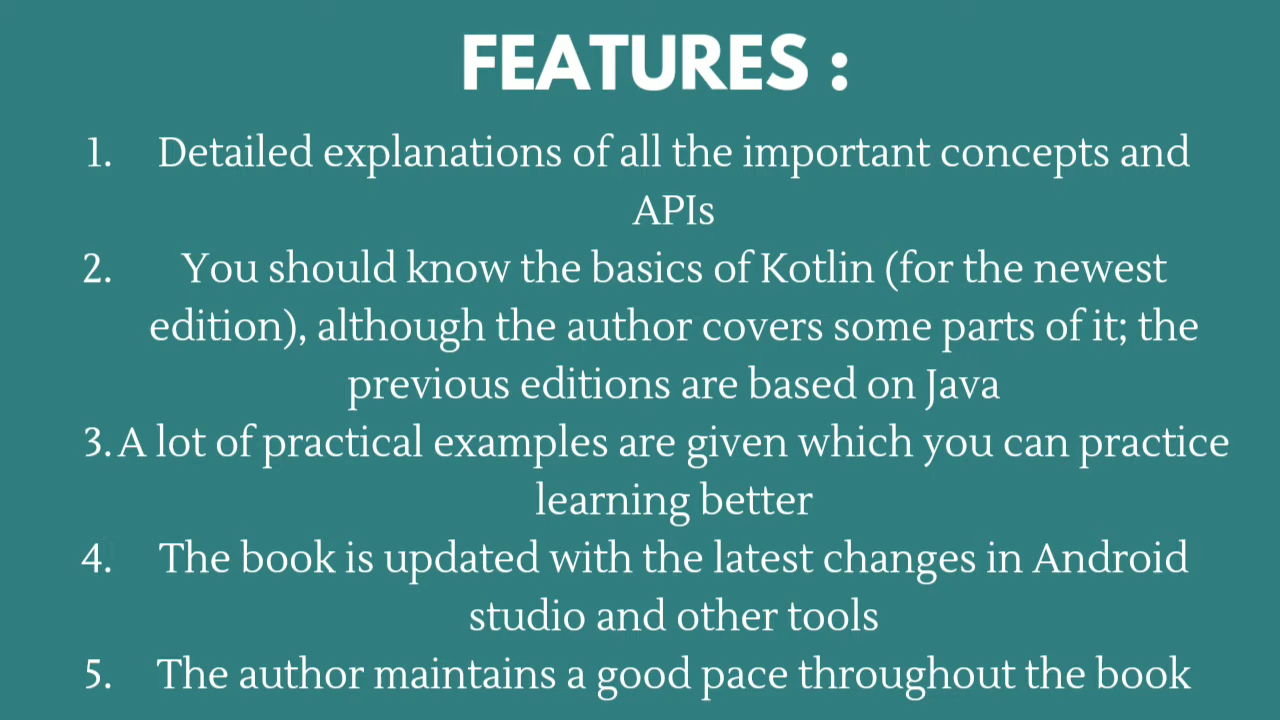 FEATURES :
1. Detailed explanations of all the important concepts and
APIs
2. You should know the basics of Kotlin (for the newest
edition), although the author covers some parts of it; the
previous editions are based on Java
3. A lot of practical examples are given which you can practice
learning better
4. The book is updated with the latest changes in Android
studio and other tools
5. The author maintains a good pace throughout the book